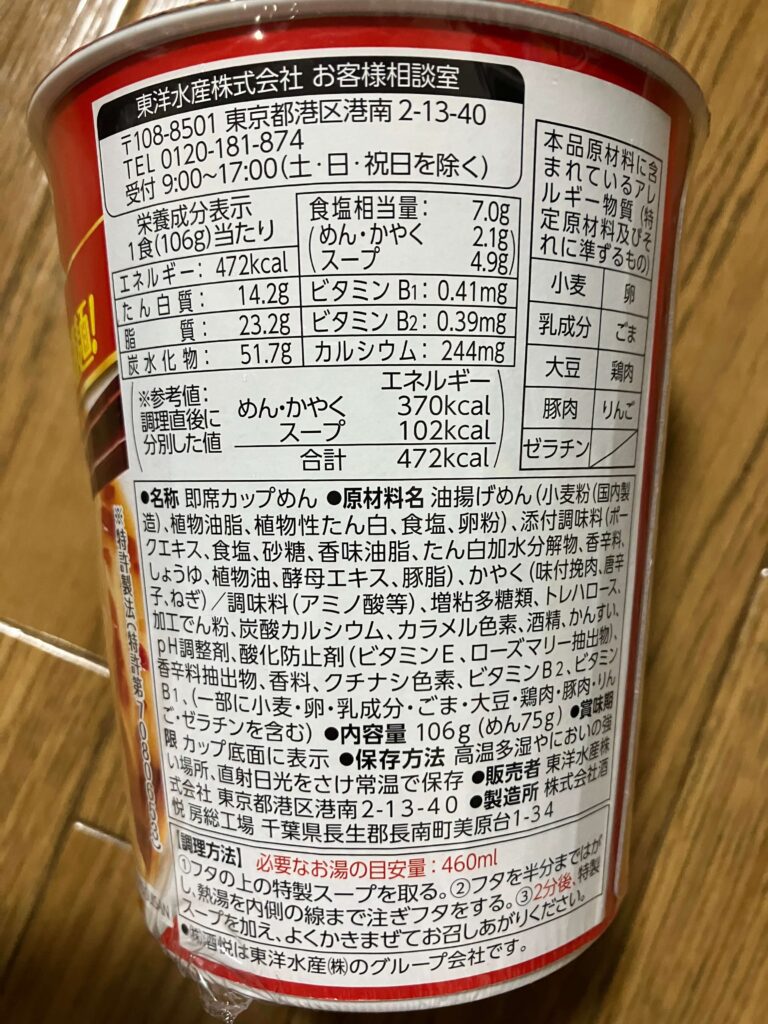 東洋水産株式会社 お客様相談室
〒108-8501 東京都港区港南 2-13-40
TEL 0120-181-874
受付 9:00~17:00(土・日・祝日を除く)
栄養成分表示
1食(106g)当たり
エネルギー: 472kcal
たん白質: 14.2g
脂質: 23.2g
炭水化物: 51.7g
食塩相当量: 7.0g
(めん・かやく 2.1g)
(スープ 4.9g)
ビタミン B1: 0.41mg
ビタミン B2: 0.39mg
カルシウム: 244mg
※参考値:
調理直後に
分別した値
エネルギー
めん・かやく 370kcal
スープ 102kcal
合計 472kcal
本品原材料に含
まれているアレ
ルギー物質(特
定原材料及びそ
れに準ずるもの)
小麦 卵
乳成分 ごま
大豆 鶏肉
豚肉 りんご
ゼラチン
麺!
※特許製法(特許第7080653)
●名称 即席カップめん ●原材料名 油揚げめん(小麦粉(国内製
造)、植物油脂、植物性たん白、食塩、卵粉)、添付調味料(ポー
クエキス、食塩、砂糖、香味油脂、たん白加水分解物、香辛料、
しょうゆ、植物油、酵母エキス、豚脂)、かやく(味付挽肉、唐辛
子、ねぎ)/調味料(アミノ酸等)、増粘多糖類、トレハロース、
加工でん粉、炭酸カルシウム、カラメル色素、酒精、かんすい、
pH調整剤、酸化防止剤(ビタミンE、ローズマリー抽出物)、
香辛料抽出物、香料、クチナシ色素、ビタミンB2、ビタミン
B1、(一部に小麦・卵・乳成分・ごま・大豆・鶏肉・豚肉・りん
ご・ゼラチンを含む) ●内容量 106g(めん75g) ●賞味期
限 カップ底面に表示 ●保存方法 高温多湿やにおいの強
い場所、直射日光をさけ常温で保存 ●販売者 東洋水産株
式会社 東京都港区港南2-13-40 ●製造所 株式会社酒
悦 房総工場 千葉県長生郡長南町美原台1-34
【調理方法】 必要なお湯の目安量:460ml
①フタの上の特製スープを取る。②フタを半分まではが
し、熱湯を内側の線まで注ぎフタをする。③2分後、特製
スープを加え、よくかきまぜてお召しあがりください。
●㈱酒悦は東洋水産㈱のグループ会社です。